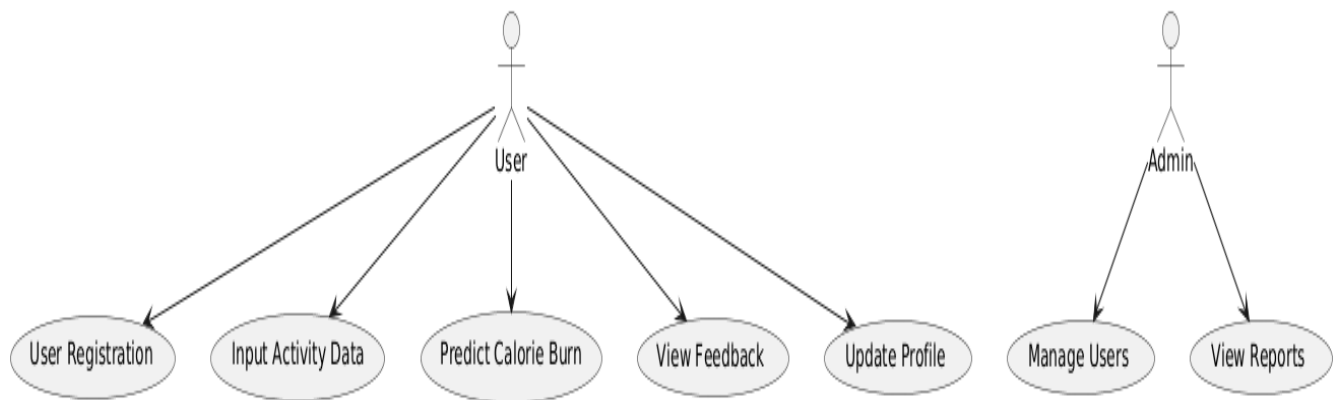 User
Admin
User Registration
Input Activity Data
Predict Calorie Burn
View Feedback
Update Profile
Manage Users
View Reports